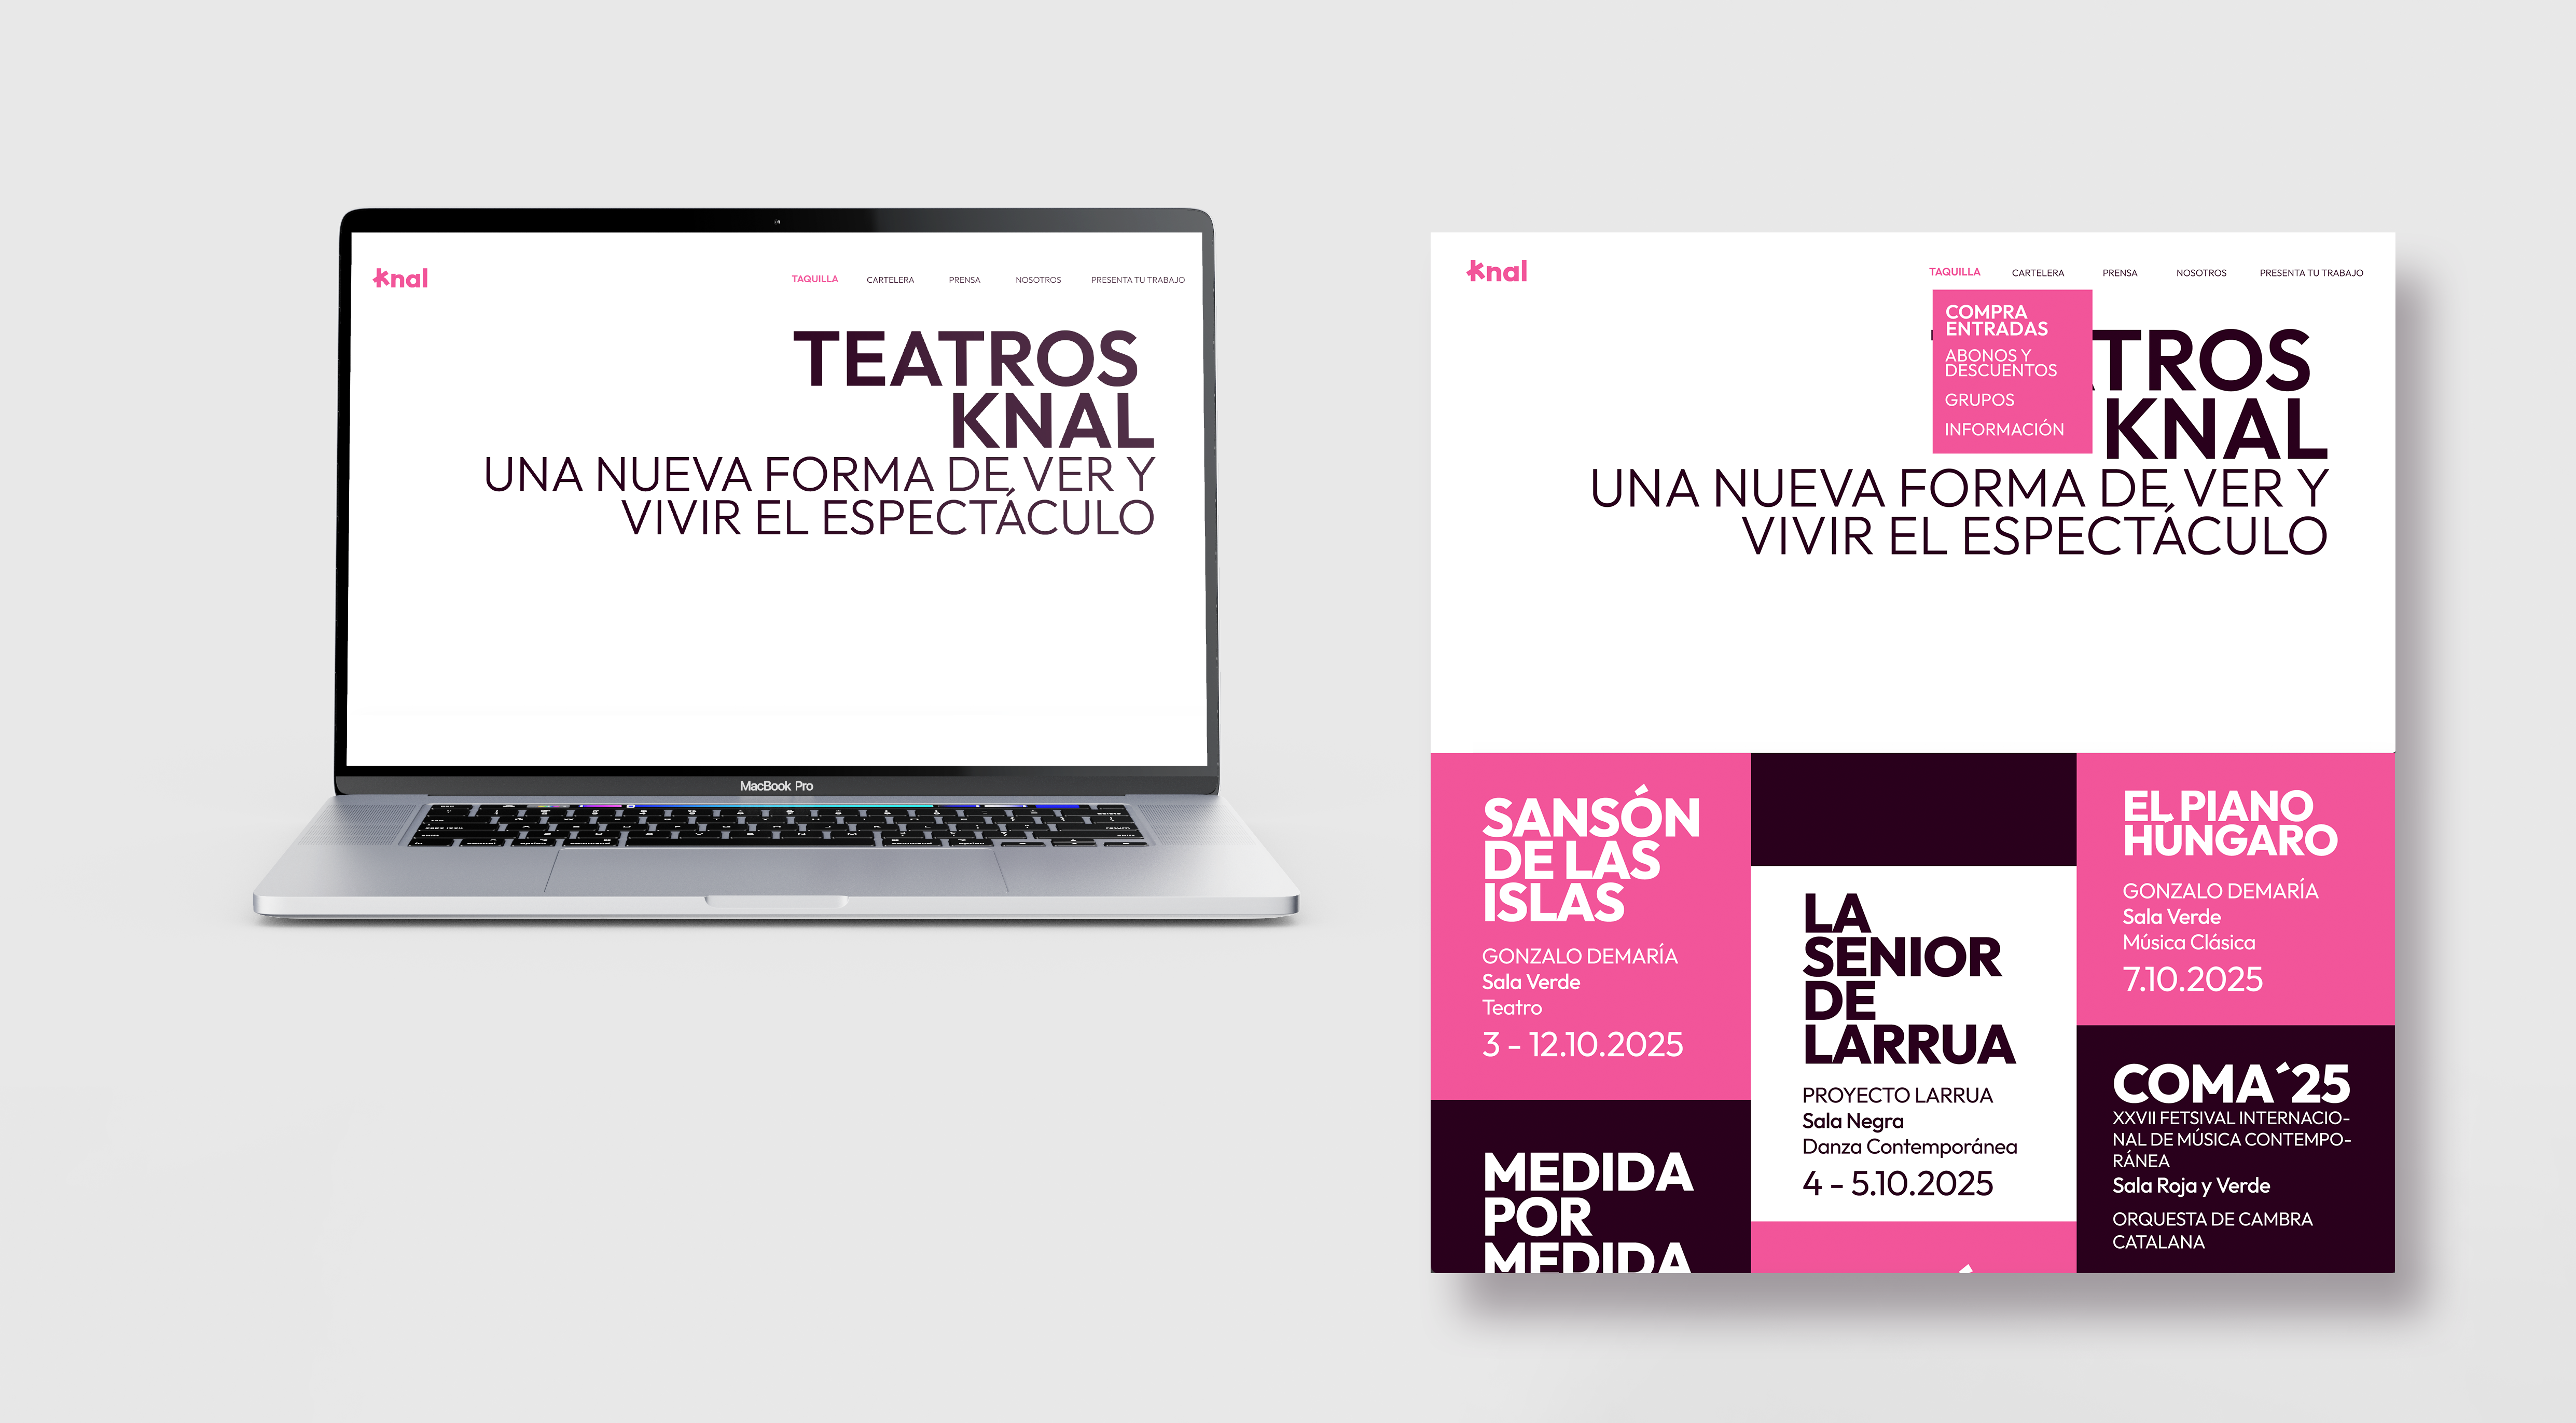 knal
TAQUILLA CARTELERA PRENSA NOSOTROS PRESENTA TU TRABAJO
TEATROS
KNAL
UNA NUEVA FORMA DE VER Y
VIVIR EL ESPECTÁCULO
MacBook Pro
knal
TAQUILLA CARTELERA PRENSA NOSOTROS PRESENTA TU TRABAJO
COMPRA
ENTRADAS
ABONOS Y
DESCUENTOS
GRUPOS
INFORMACIÓN
TROS
KNAL
UNA NUEVA FORMA DE VER Y
VIVIR EL ESPECTÁCULO
SANSÓN
DE LAS
ISLAS
GONZALO DEMARÍA
Sala Verde
Teatro
3 - 12.10.2025
MEDIDA
POR
MEDIDA
LA
SENIOR
DE
LARRUA
PROYECTO LARRUA
Sala Negra
Danza Contemporánea
4 - 5.10.2025
EL PIANO
HÚNGARO
GONZALO DEMARÍA
Sala Verde
Música Clásica
7.10.2025
COMA´25
XXVII FETSIVAL INTERNACIO-
NAL DE MÚSICA CONTEMPO-
RÁNEA
Sala Roja y Verde
ORQUESTA DE CAMBRA
CATALANA